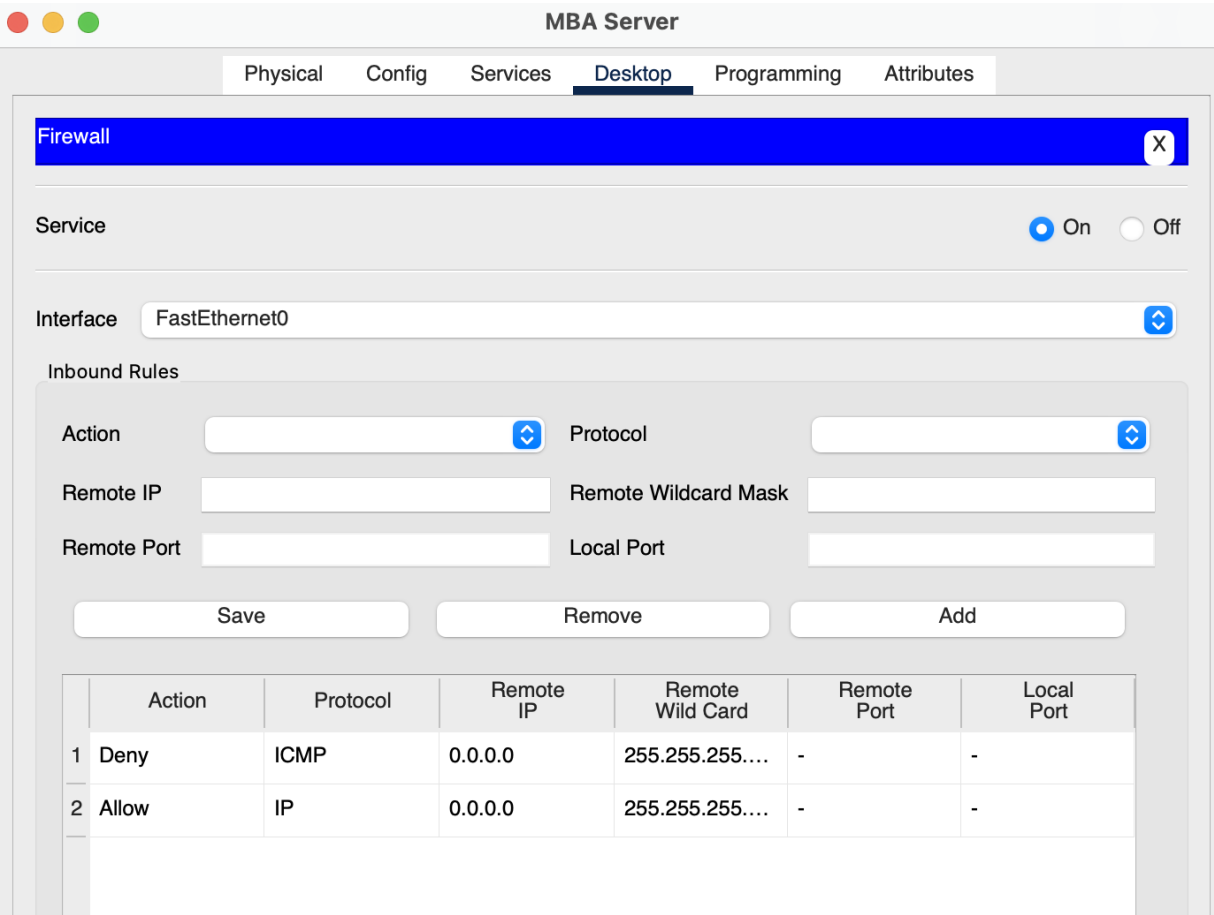 MBA Server
Physical Config Services Desktop Programming Attributes
Firewall
X
Service On Off
Interface FastEthernet0
Inbound Rules
Action Protocol
Remote IP Remote Wildcard Mask
Remote Port Local Port
Save Remove Add
Action Protocol Remote IP Remote Wild Card Remote Port Local Port
1 Deny ICMP 0.0.0.0 255.255.255.... - -
2 Allow IP 0.0.0.0 255.255.255.... - -